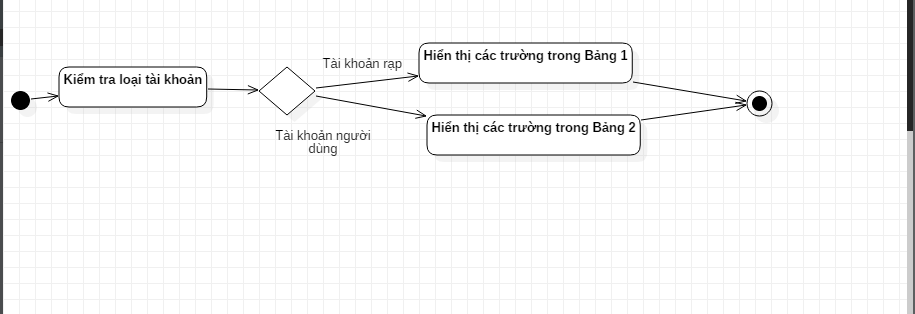 Kiểm tra loại tài khoản
Tài khoản rạp
Hiển thị các trường trong Bảng 1
Tài khoản người
dùng
Hiển thị các trường trong Bảng 2